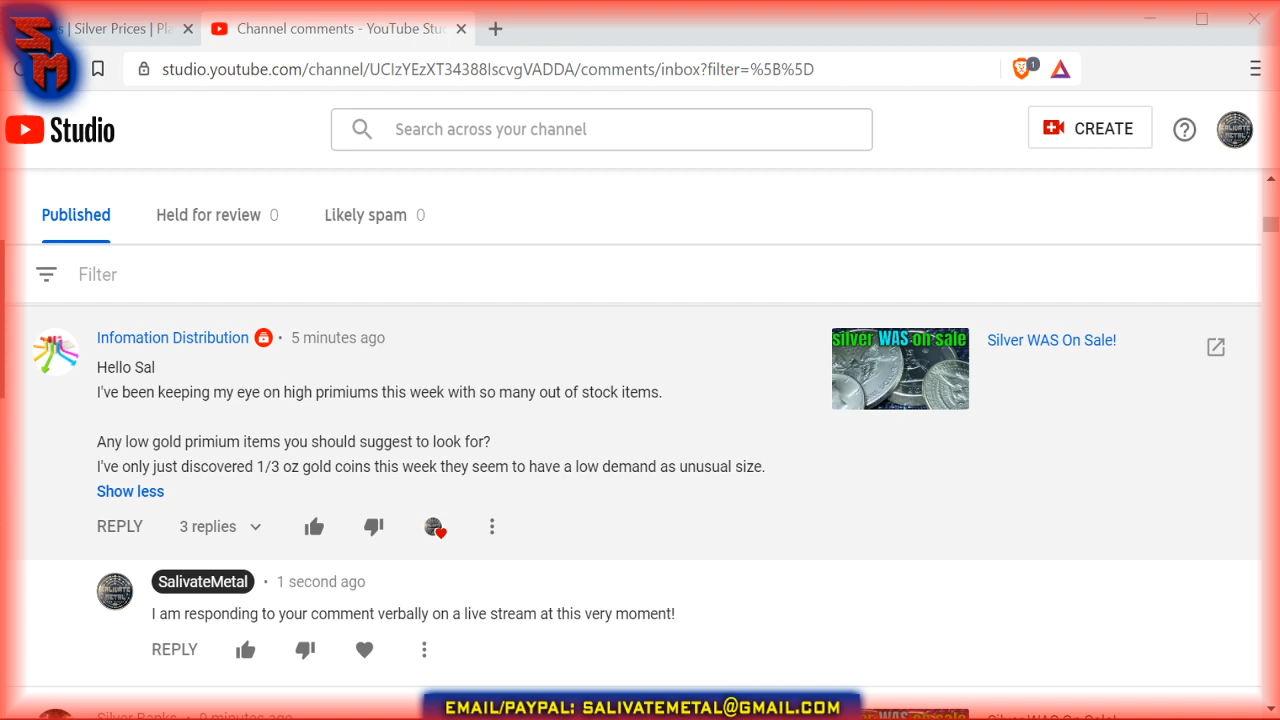 SM
s | Silver Prices | Pla
Channel comments - YouTube Stud
studio.youtube.com/channel/UCIzYEzXT34388IscvgVADDA/comments/inbox?filter=%5B%5D
1
Studio
Search across your channel
CREATE
Published
Held for review 0
Likely spam 0
Filter
Infomation Distribution • 5 minutes ago
Hello Sal
I've been keeping my eye on high primiums this week with so many out of stock items.
Any low gold primium items you should suggest to look for?
I've only just discovered 1/3 oz gold coins this week they seem to have a low demand as unusual size.
Show less
REPLY
3 replies
silver WAS on sale
Silver WAS On Sale!
SalivateMetal • 1 second ago
I am responding to your comment verbally on a live stream at this very moment!
REPLY
EMAIL/PAYPAL: SALIVATEMETAL@GMAIL.COM